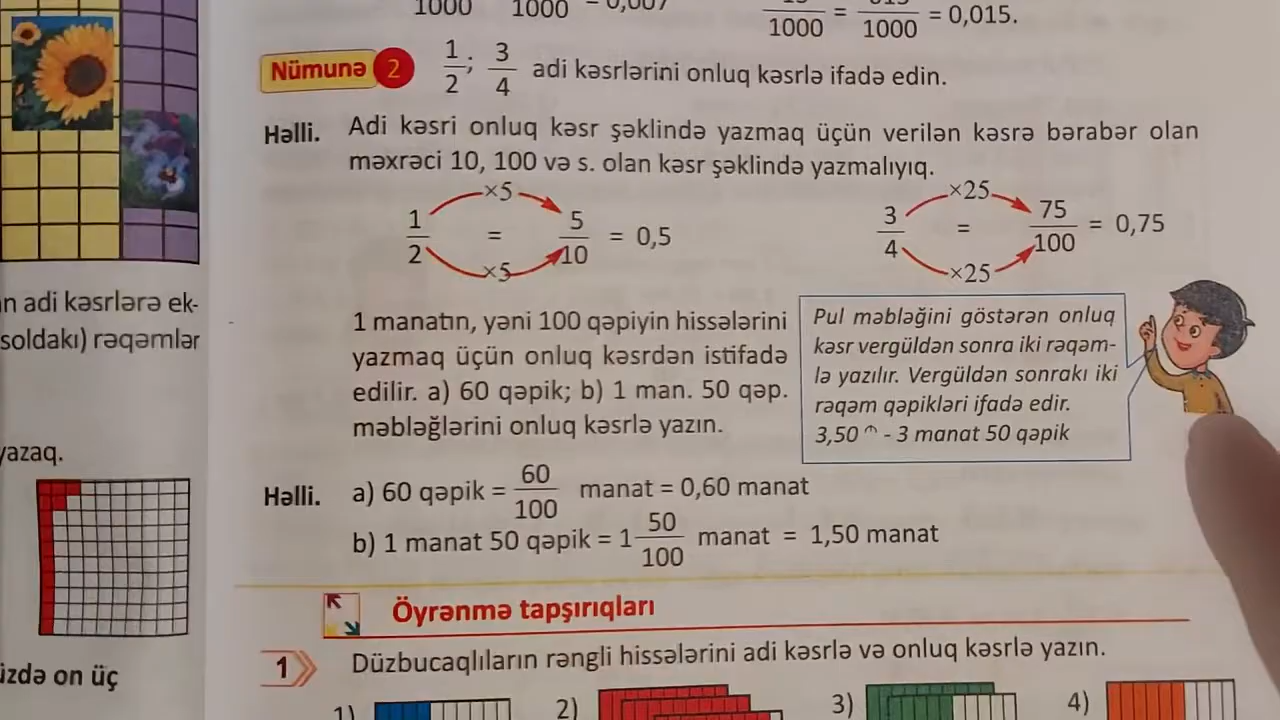 1000 1000 = 0,007 1000 = 1000 = 0,015.
Nümunə 2 1/2; 3/4 adi kəsrlərini onluq kəsrlə ifadə edin.
Həlli. Adi kəsri onluq kəsr şəklində yazmaq üçün verilən kəsrə bərabər olan
məxrəci 10, 100 və s. olan kəsr şəklində yazmalıyıq.
×5 ×25
1/2 = 5/10 = 0,5 3/4 = 75/100 = 0,75
×5 ×25
1 manatın, yəni 100 qəpiyin hissələrini
yazmaq üçün onluq kəsrdən istifadə
edilir. a) 60 qəpik; b) 1 man. 50 qəp.
məbləğlərini onluq kəsrlə yazın.
Pul məbləğini göstərən onluq
kəsr vergüldən sonra iki rəqəm-
lə yazılır. Vergüldən sonrakı iki
rəqəm qəpikləri ifadə edir.
3,50 ₼ - 3 manat 50 qəpik
Həlli. a) 60 qəpik = 60/100 manat = 0,60 manat
b) 1 manat 50 qəpik = 1 50/100 manat = 1,50 manat
Öyrənmə tapşırıqları
1 Düzbucaqlıların rəngli hissələrini adi kəsrlə və onluq kəsrlə yazın.
1) 2) 3) 4)
adi kəsrlərə ek-
soldakı) rəqəmlər
yazaq.
on üç